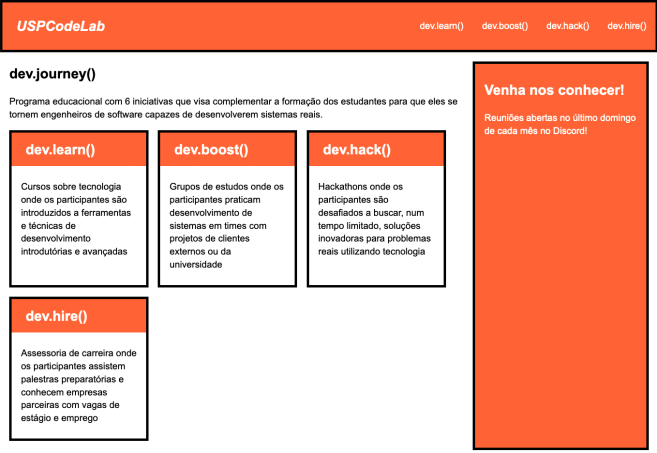 USPCodeLab
dev.learn() dev.boost() dev.hack() dev.hire()
dev.journey()
Programa educacional com 6 iniciativas que visa complementar a formação dos estudantes para que eles se
tornem engenheiros de software capazes de desenvolverem sistemas reais.
dev.learn()
Cursos sobre tecnologia
onde os participantes são
introduzidos a ferramentas
e técnicas de
desenvolvimento
introdutórias e avançadas
dev.boost()
Grupos de estudos onde os
participantes praticam
desenvolvimento de
sistemas em times com
projetos de clientes
externos ou da
universidade
dev.hack()
Hackathons onde os
participantes são
desafiados a buscar, num
tempo limitado, soluções
inovadoras para problemas
reais utilizando tecnologia
dev.hire()
Assessoria de carreira onde
os participantes assistem
palestras preparatórias e
conhecem empresas
parceiras com vagas de
estágio e emprego
Venha nos conhecer!
Reuniões abertas no último domingo
de cada mês no Discord!